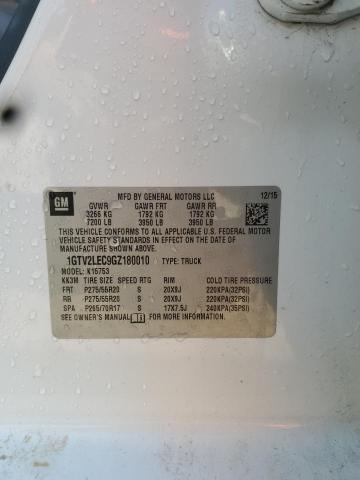 GM
MFD BY GENERAL MOTORS LLC 12/15
GVWR GAWR FRT GAWR RR
3266 KG 1792 KG 1792 KG
7200 LB 3950 LB 3950 LB
THIS VEHICLE CONFORMS TO ALL APPLICABLE U.S. FEDERAL MOTOR
VEHICLE SAFETY STANDARDS IN EFFECT ON THE DATE OF
MANUFACTURE SHOWN ABOVE.
1GTV2LEC9GZ180010 TYPE: TRUCK
MODEL: K15753
KK3M TIRE SIZE SPEED RTG RIM COLD TIRE PRESSURE
FRT P275/55R20 S 20X9J 220KPA(32PSI)
RR P275/55R20 S 20X9J 220KPA(32PSI)
SPA P265/70R17 S 17X7.5J 240KPA(35PSI)
SEE OWNER'S MANUAL FOR MORE INFORMATION.